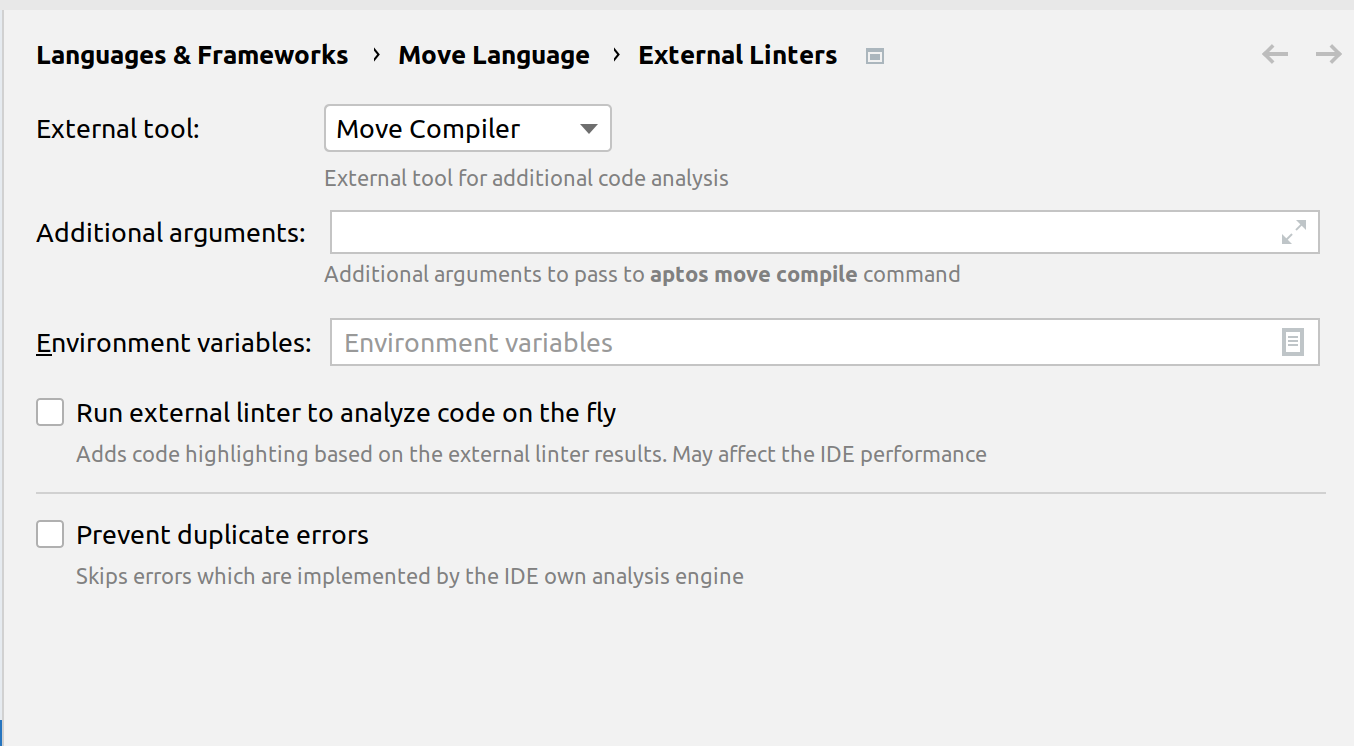 Languages & Frameworks › Move Language › External Linters
External tool: Move Compiler
External tool for additional code analysis
Additional arguments:
Additional arguments to pass to aptos move compile command
Environment variables: Environment variables
Run external linter to analyze code on the fly
Adds code highlighting based on the external linter results. May affect the IDE performance
Prevent duplicate errors
Skips errors which are implemented by the IDE own analysis engine